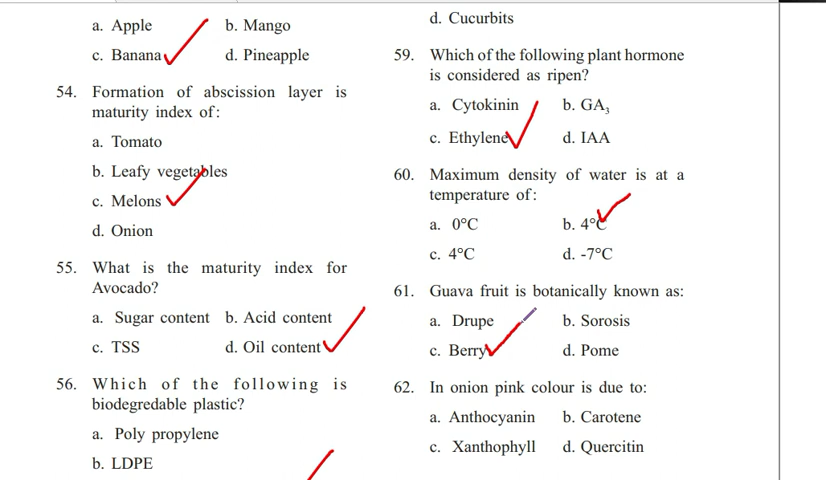 a. Apple b. Mango
c. Banana d. Pineapple
54. Formation of abscission layer is
maturity index of:
a. Tomato
b. Leafy vegetables
c. Melons
d. Onion
55. What is the maturity index for
Avocado?
a. Sugar content b. Acid content
c. TSS d. Oil content
56. Which of the following is
biodegredable plastic?
a. Poly propylene
b. LDPE
d. Cucurbits
59. Which of the following plant hormone
is considered as ripen?
a. Cytokinin b. GA₃
c. Ethylene d. IAA
60. Maximum density of water is at a
temperature of:
a. 0°C b. 4°C
c. 4°C d. -7°C
61. Guava fruit is botanically known as:
a. Drupe b. Sorosis
c. Berry d. Pome
62. In onion pink colour is due to:
a. Anthocyanin b. Carotene
c. Xanthophyll d. Quercitin